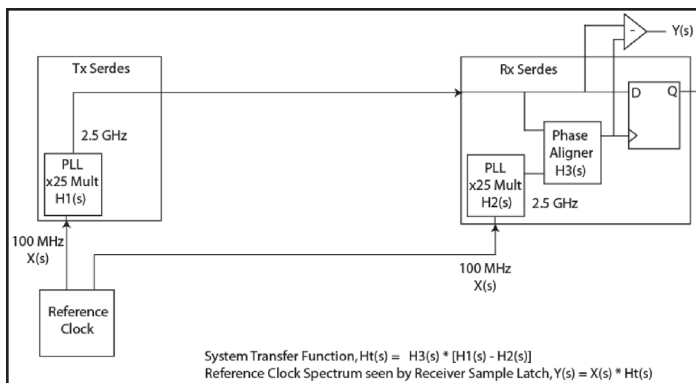 Y(s)
-
Tx Serdes
Rx Serdes
D
Q
2.5 GHz
Phase
Aligner
H3(s)
PLL
x25 Mult
H1(s)
PLL
x25 Mult
H2(s)
2.5 GHz
100 MHz
X(s)
100 MHz
X(s)
Reference
Clock
System Transfer Function, Ht(s) = H3(s) * [H1(s) - H2(s)]
Reference Clock Spectrum seen by Receiver Sample Latch, Y(s) = X(s) * Ht(s)